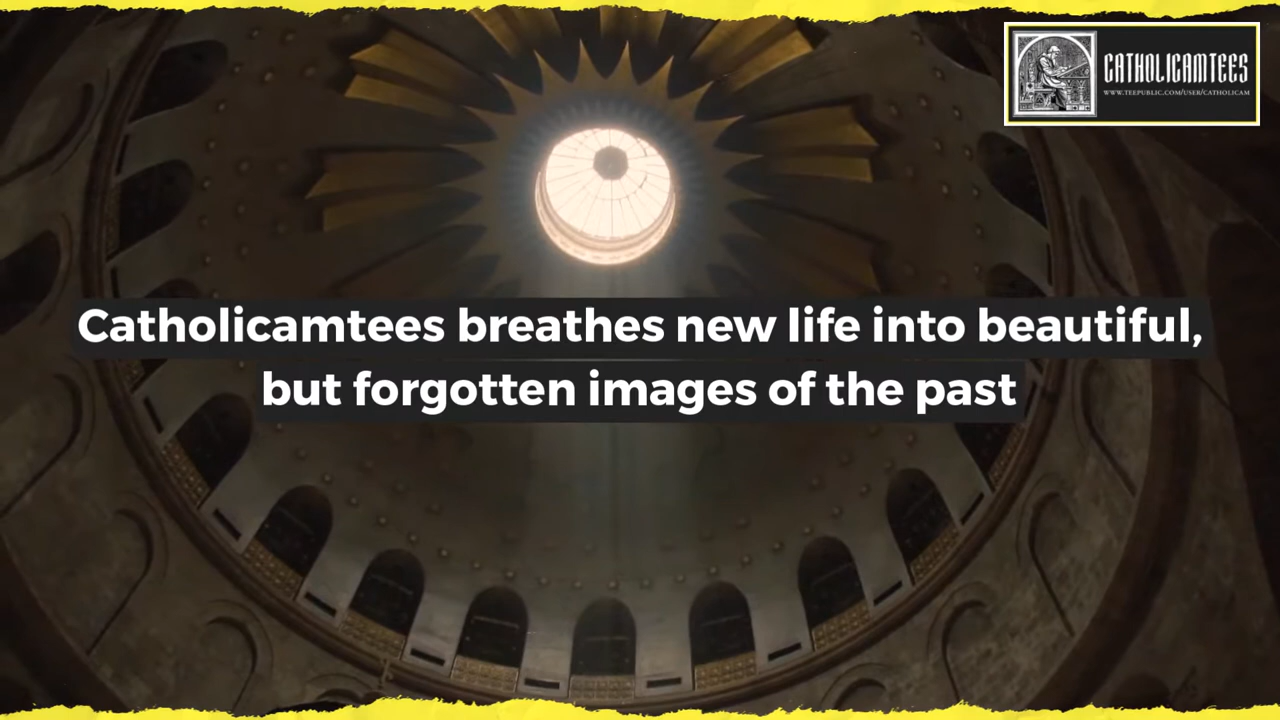 CATHOLICAMTEES
WWW.TEEPUBLIC.COM/USER/CATHOLICAM
Catholicamtees breathes new life into beautiful,
but forgotten images of the past